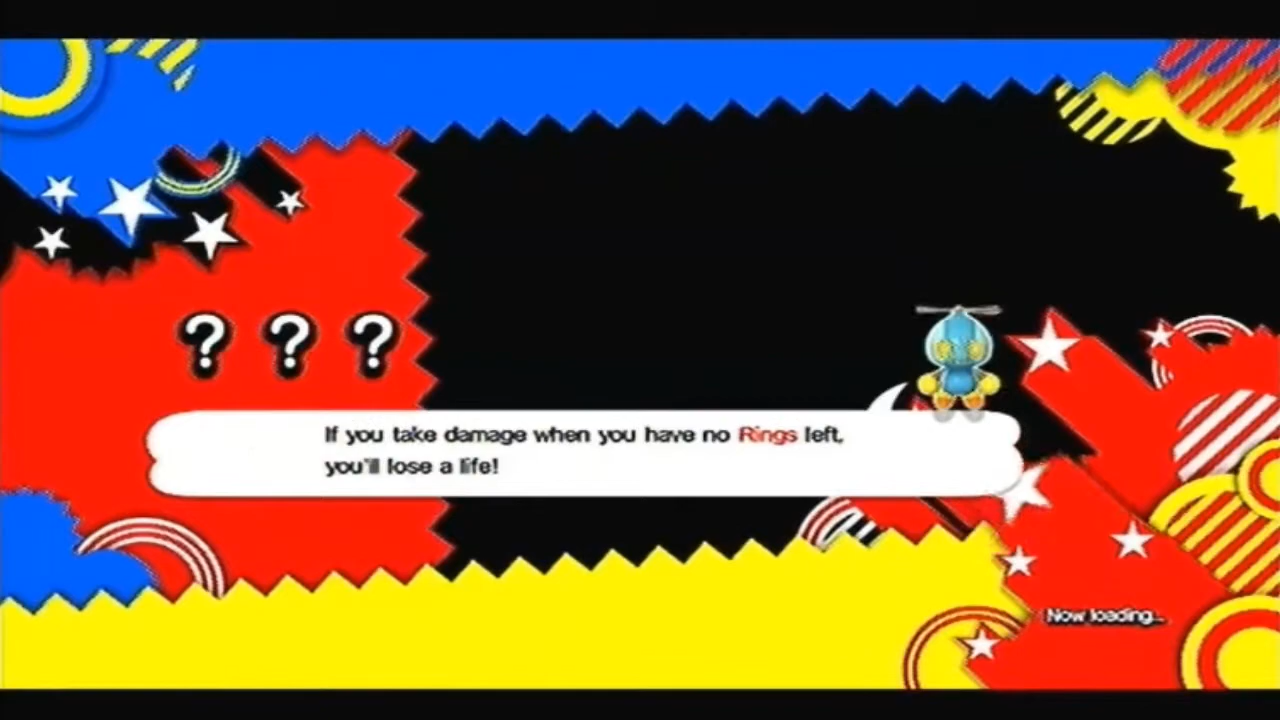 ? ? ?
If you take damage when you have no Rings left,
you'll lose a life!
Now loading...